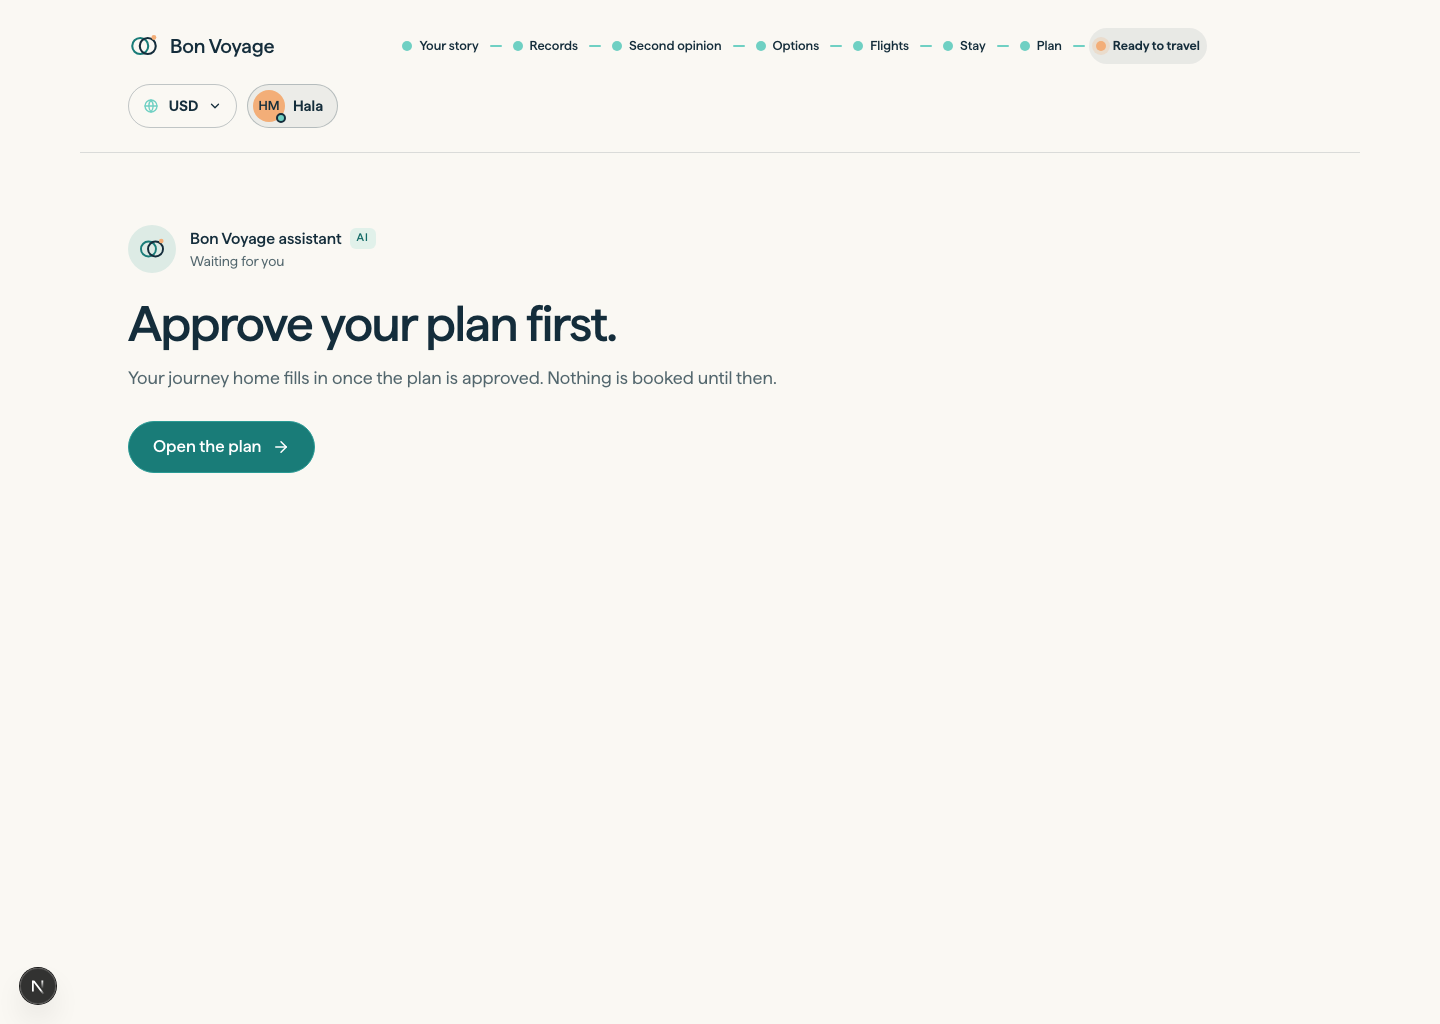 Bon Voyage
Your story
Records
Second opinion
Options
Flights
Stay
Plan
Ready to travel
USD
HM
Hala
Bon Voyage assistant AI
Waiting for you
Approve your plan first.
Your journey home fills in once the plan is approved. Nothing is booked until then.
Open the plan
N